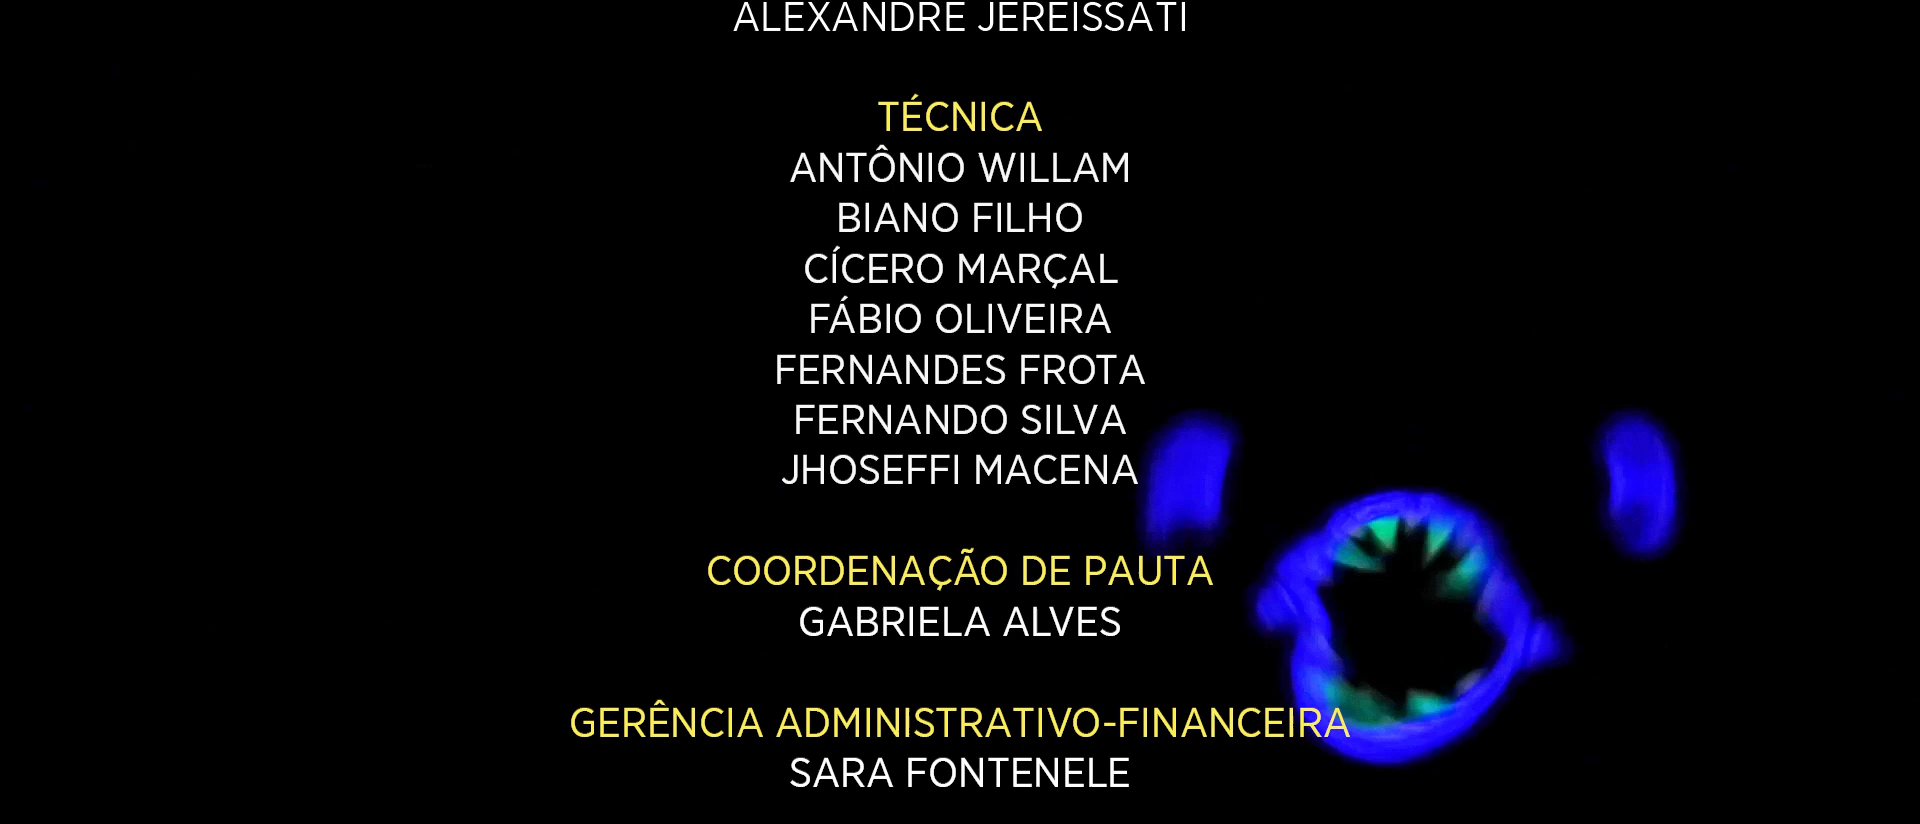 ALEXANDRE JEREISSATI
TÉCNICA
ANTÔNIO WILLAM
BIANO FILHO
CÍCERO MARÇAL
FÁBIO OLIVEIRA
FERNANDES FROTA
FERNANDO SILVA
JHOSEFFI MACENA
COORDENAÇÃO DE PAUTA
GABRIELA ALVES
GERÊNCIA ADMINISTRATIVO-FINANCEIRA
SARA FONTENELE